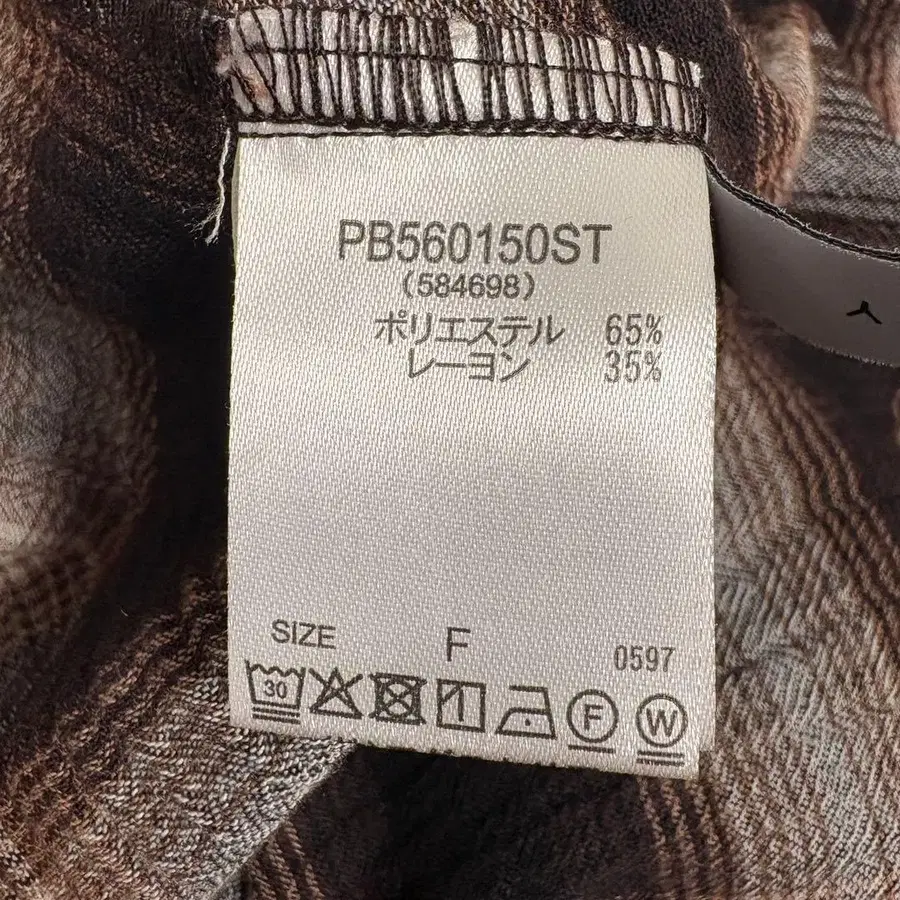 PB560150ST
(584698)
ポリエステル 65%
レーヨン 35%
SIZE F 0597
30 F W